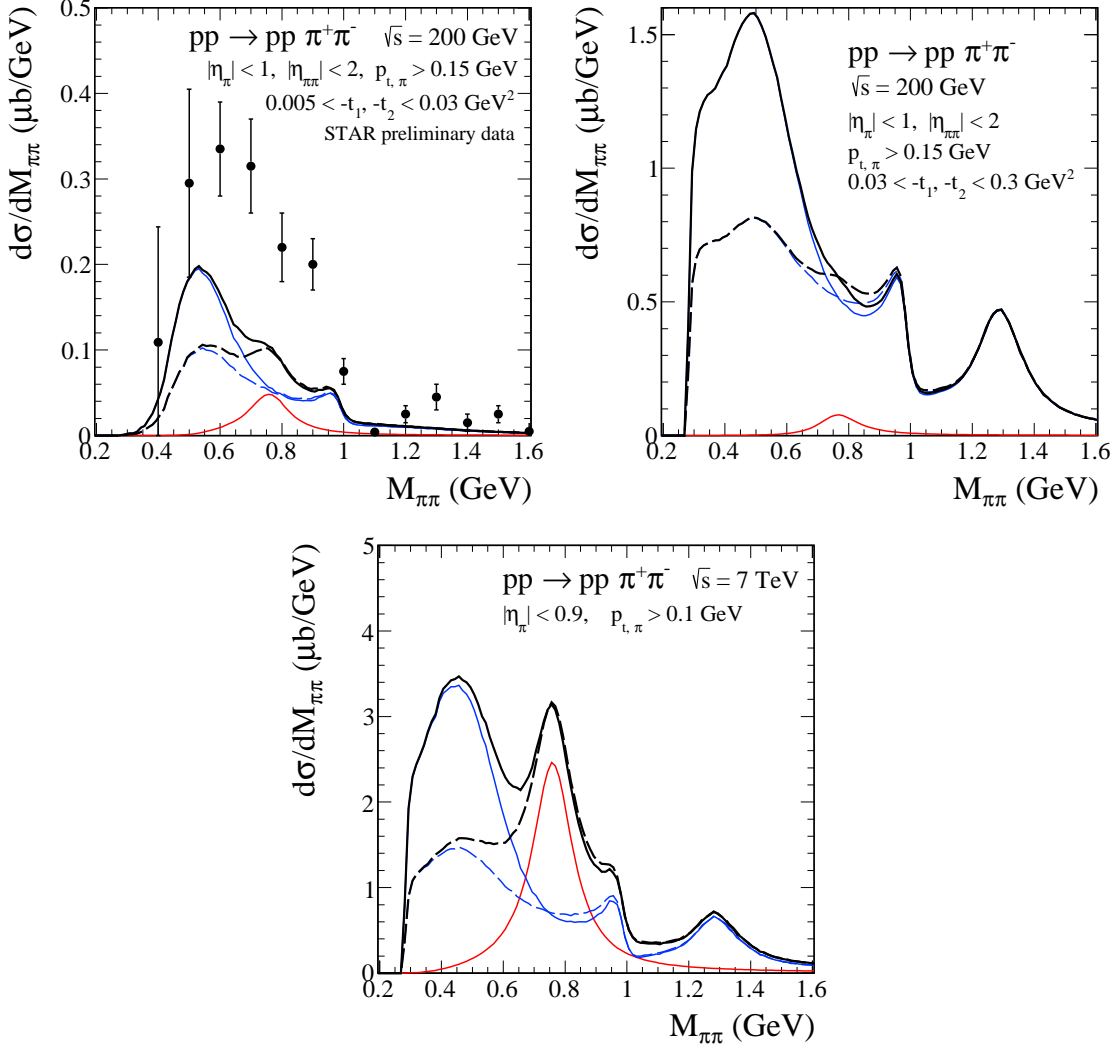 pp → pp π⁺π⁻ √s = 200 GeV
|η_π| < 1, |η_ππ| < 2, p_{t, π} > 0.15 GeV
0.005 < -t₁, -t₂ < 0.03 GeV²
STAR preliminary data
dσ/dM_ππ (μb/GeV)
0.5
0.4
0.3
0.2
0.1
0
0.2 0.4 0.6 0.8 1 1.2 1.4 1.6
M_ππ (GeV)
pp → pp π⁺π⁻
√s = 200 GeV
|η_π| < 1, |η_ππ| < 2
p_{t, π} > 0.15 GeV
0.03 < -t₁, -t₂ < 0.3 GeV²
dσ/dM_ππ (μb/GeV)
1.5
1
0.5
0
0.2 0.4 0.6 0.8 1 1.2 1.4 1.6
M_ππ (GeV)
pp → pp π⁺π⁻ √s = 7 TeV
|η_π| < 0.9, p_{t, π} > 0.1 GeV
dσ/dM_ππ (μb/GeV)
5
4
3
2
1
0
0.2 0.4 0.6 0.8 1 1.2 1.4 1.6
M_ππ (GeV)